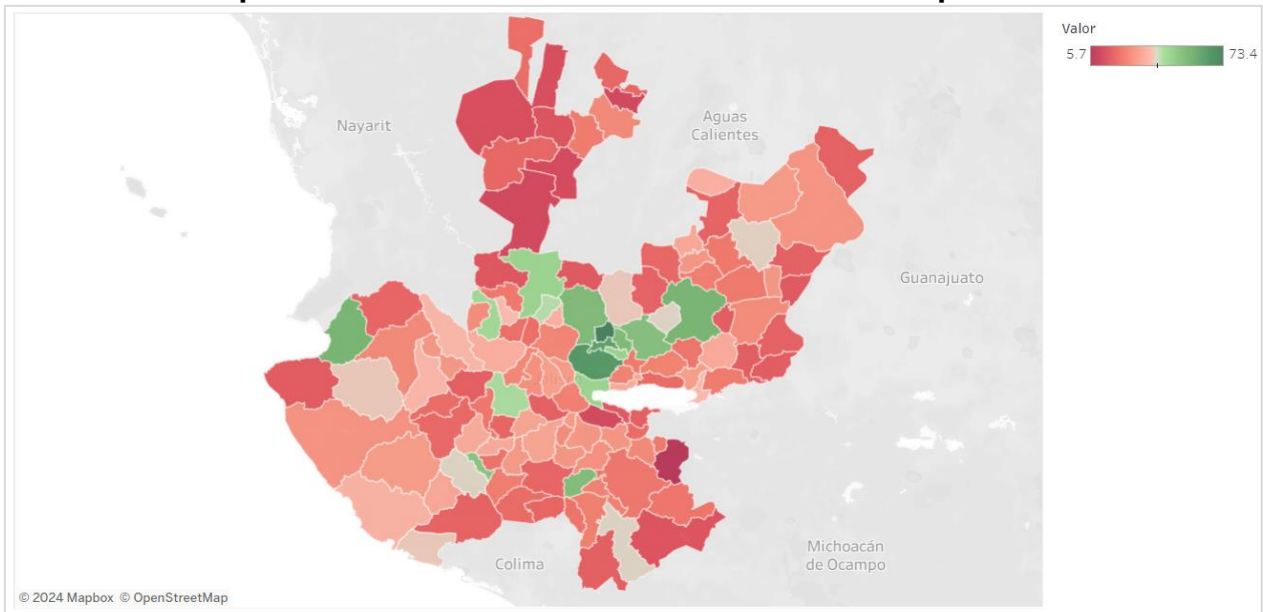 Valor
5.7
73.4
Nayarit
Aguas
Calientes
Guanajuato
Michoacán
de Ocampo
Colima
© 2024 Mapbox © OpenStreetMap